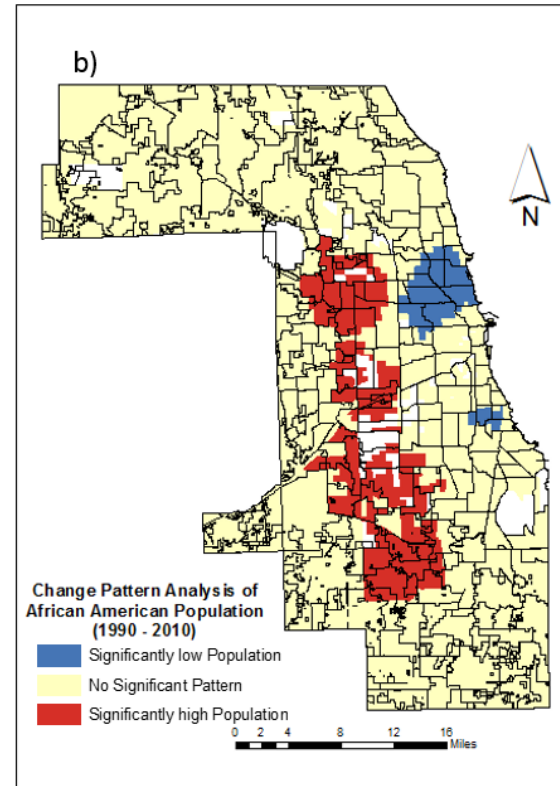 b)
N
Change Pattern Analysis of
African American Population
(1990 - 2010)
Significantly low Population
No Significant Pattern
Significantly high Population
0 2 4 8 12 16
Miles